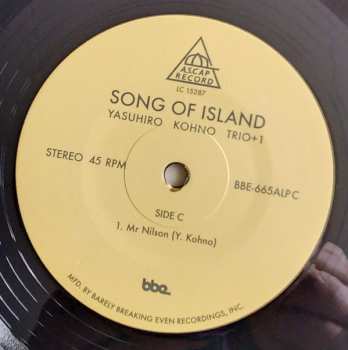 ASCAP
RECORD
LC 15287
SONG OF ISLAND
YASUHIRO KOHNO TRIO+1
STEREO 45 RPM
BBE-665ALPC
SIDE C
1. Mr Nilson (Y. Kohno)
bbe
MFD. BY BARELY BREAKING EVEN RECORDINGS, INC.